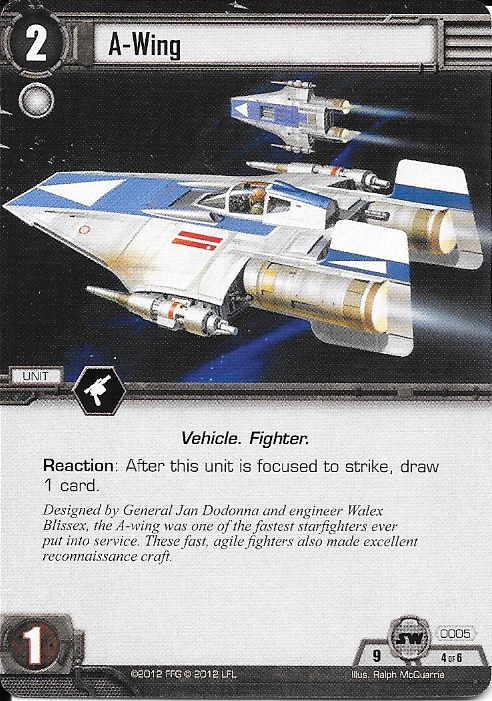 2
A-Wing
UNIT
Vehicle. Fighter.
Reaction: After this unit is focused to strike, draw
1 card.
Designed by General Jan Dodonna and engineer Walex
Blissex, the A-wing was one of the fastest starfighters ever
put into service. These fast, agile fighters also made excellent
reconnaissance craft.
1
SW
0005
9
4 OF 6
©2012 FFG © 2012 LFL
Illus. Ralph McQuarrie